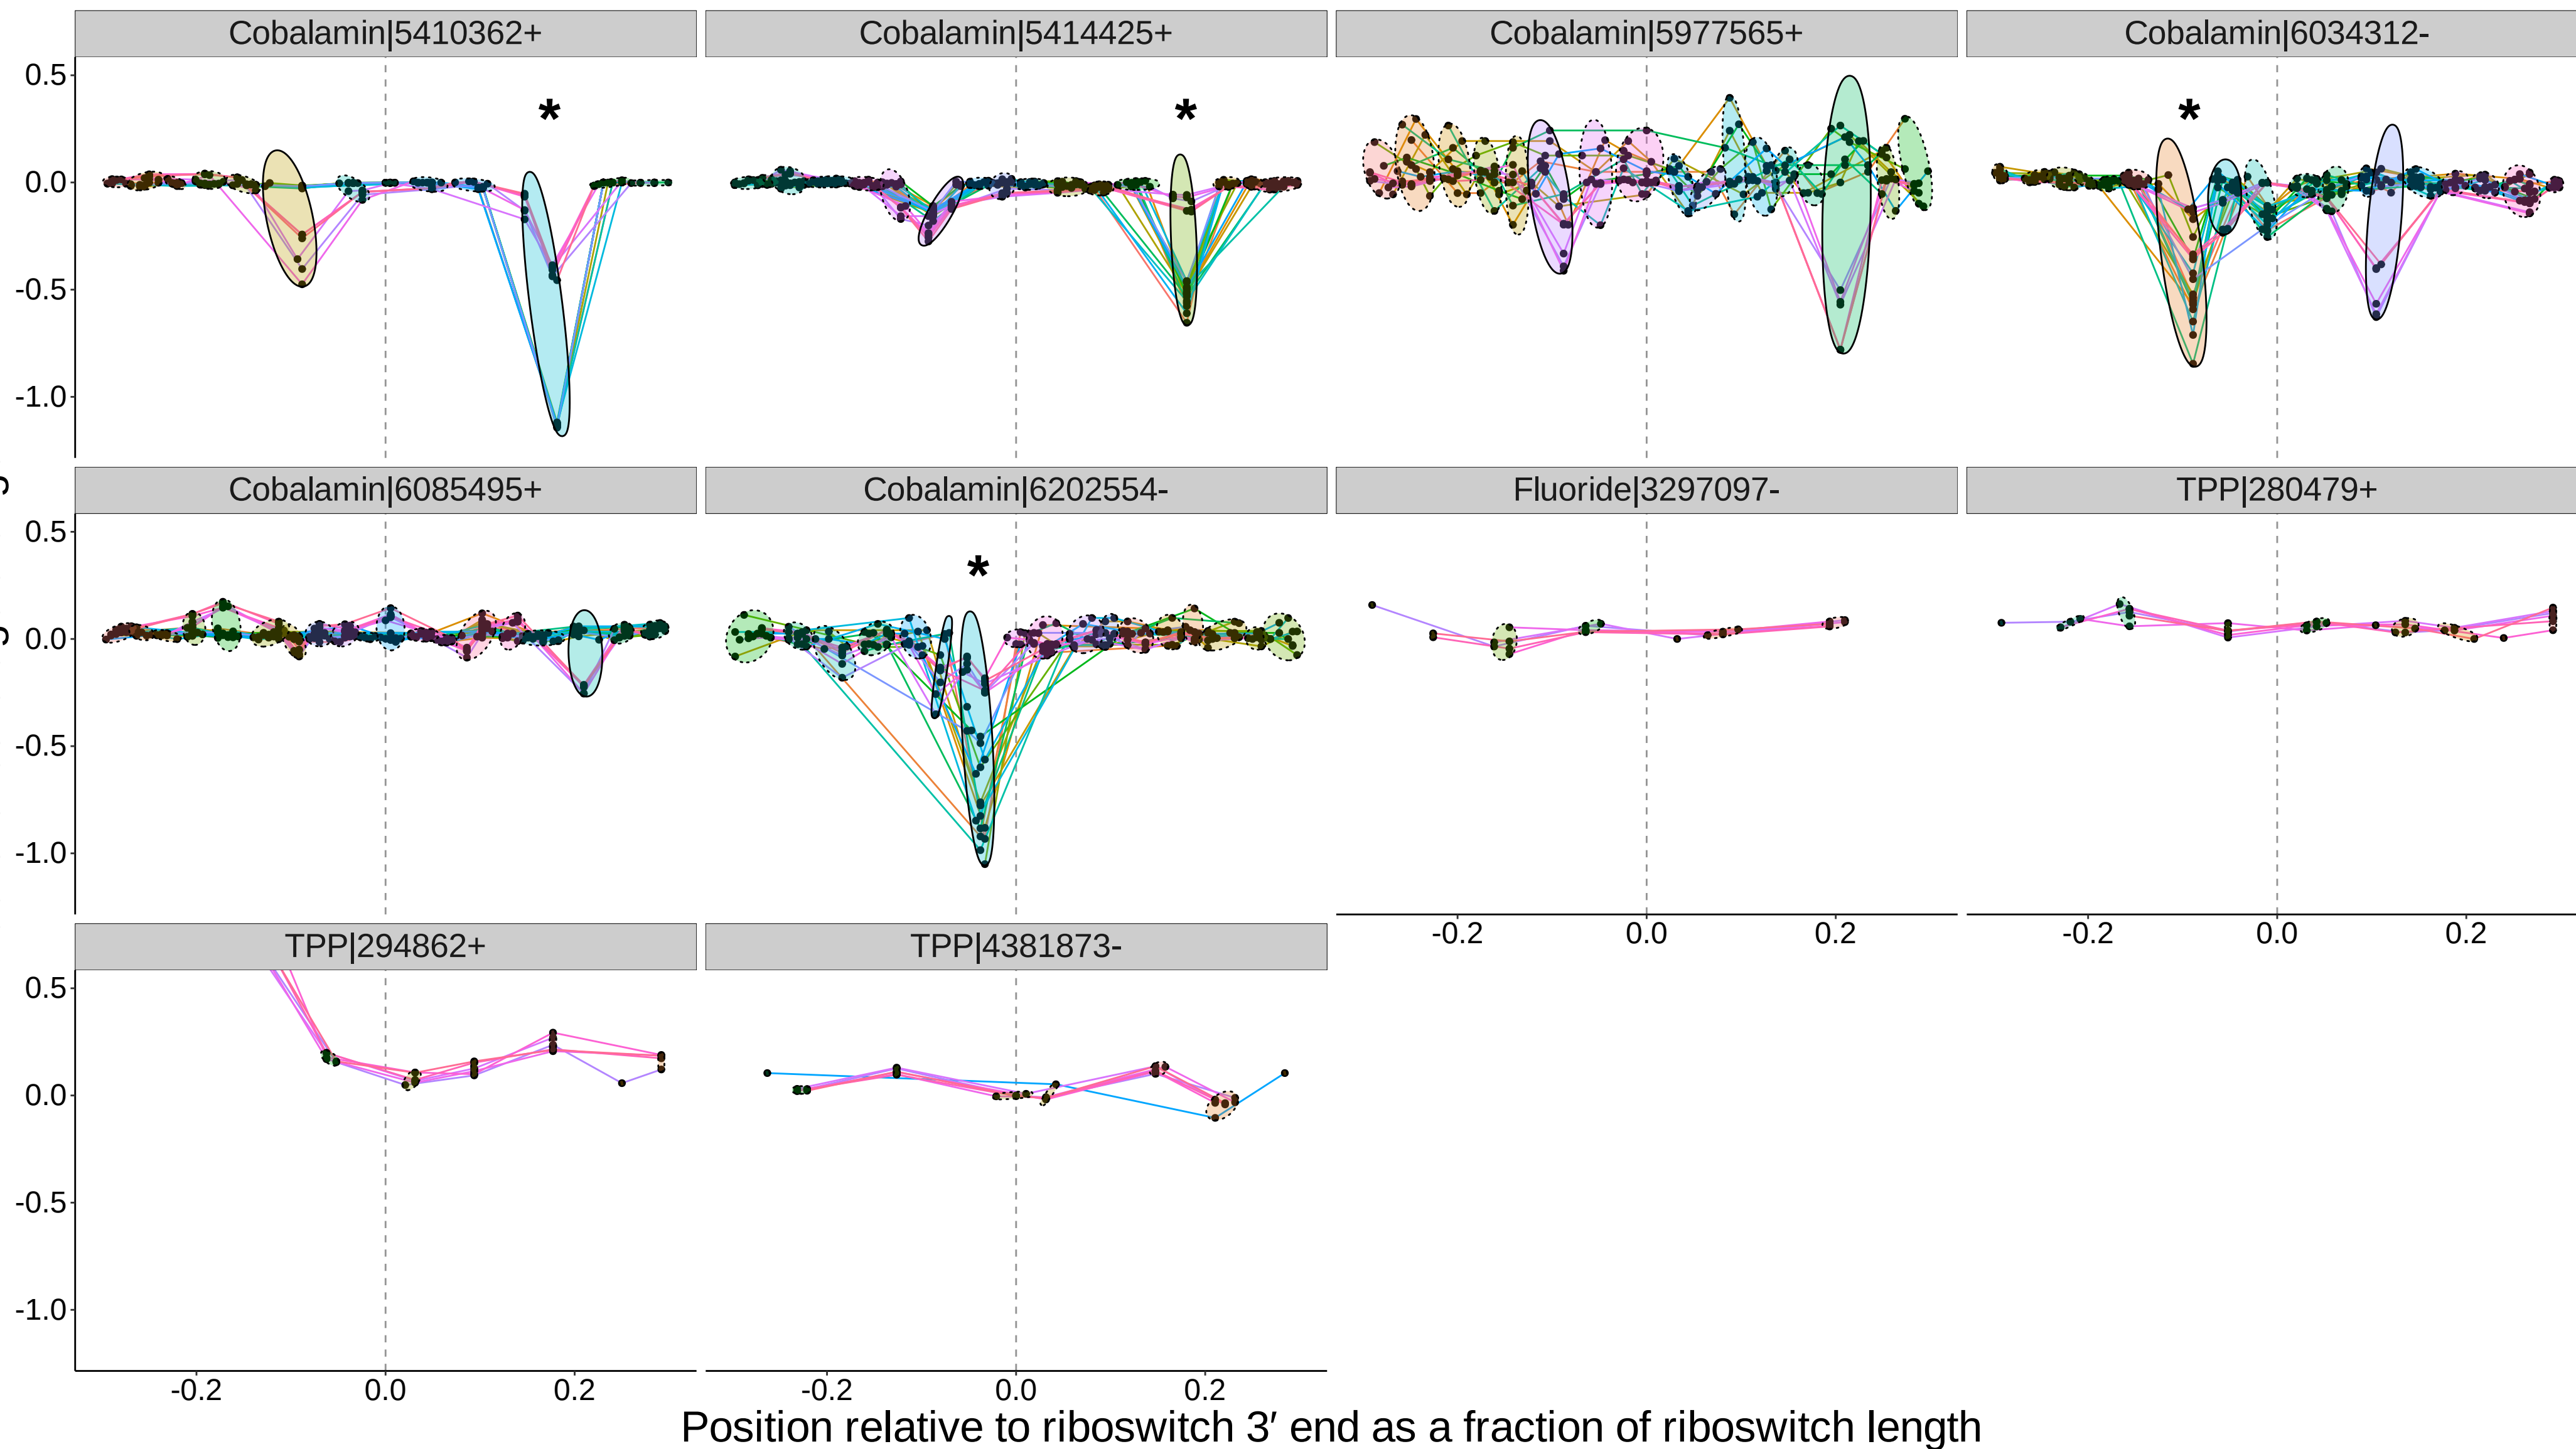 Cobalamin|5410362+ Cobalamin|5414425+ Cobalamin|5977565+ Cobalamin|6034312-
0.5
* * *
0.0
-0.5
-1.0
Cobalamin|6085495+ Cobalamin|6202554- Fluoride|3297097- TPP|280479+
0.5
*
0.0
-0.5
-1.0
-0.2 0.0 0.2 -0.2 0.0 0.2
TPP|294862+ TPP|4381873-
0.5
0.0
-0.5
-1.0
-0.2 0.0 0.2 -0.2 0.0 0.2
Position relative to riboswitch 3′ end as a fraction of riboswitch length